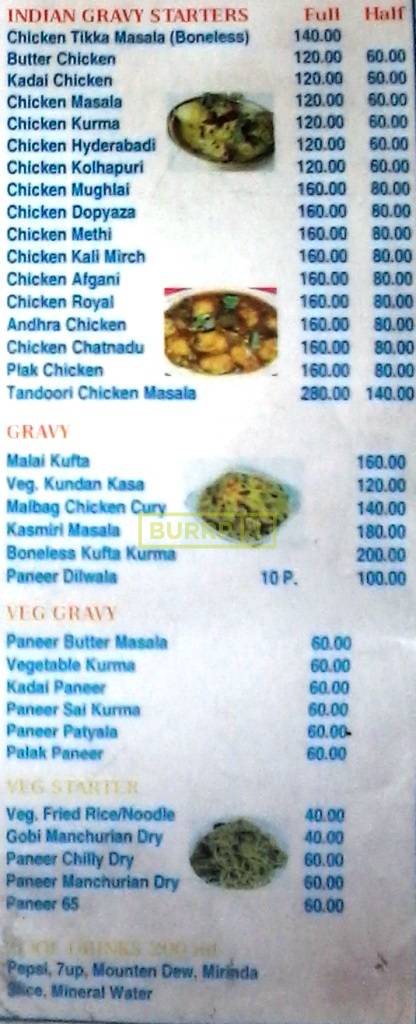 INDIAN GRAVY STARTERS Full Half
Chicken Tikka Masala (Boneless) 140.00
Butter Chicken 120.00 60.00
Kadai Chicken 120.00 60.00
Chicken Masala 120.00 60.00
Chicken Kurma 120.00 60.00
Chicken Hyderabadi 120.00 60.00
Chicken Kolhapuri 120.00 60.00
Chicken Mughlai 160.00 80.00
Chicken Dopyaza 160.00 80.00
Chicken Methi 160.00 80.00
Chicken Kali Mirch 160.00 80.00
Chicken Afgani 160.00 80.00
Chicken Royal 160.00 80.00
Andhra Chicken 160.00 80.00
Chicken Chatnadu 160.00 80.00
Plak Chicken 160.00 80.00
Tandoori Chicken Masala 280.00 140.00
GRAVY
Malai Kufta 160.00
Veg. Kundan Kasa 120.00
Malbag Chicken Cury 140.00
Kasmiri Masala 180.00
Boneless Kufta Kurma 200.00
Paneer Dilwala 10 P. 100.00
VEG GRAVY
Paneer Butter Masala 60.00
Vegetable Kurma 60.00
Kadai Paneer 60.00
Paneer Sai Kurma 60.00
Paneer Patyala 60.00
Palak Paneer 60.00
VEG STARTER
Veg. Fried Rice/Noodle 40.00
Gobi Manchurian Dry 40.00
Paneer Chilly Dry 60.00
Paneer Manchurian Dry 60.00
Paneer 65 60.00
DRINKS 200 ml
Pepsi, 7up, Mounten Dew, Mirinda
Slice, Mineral Water